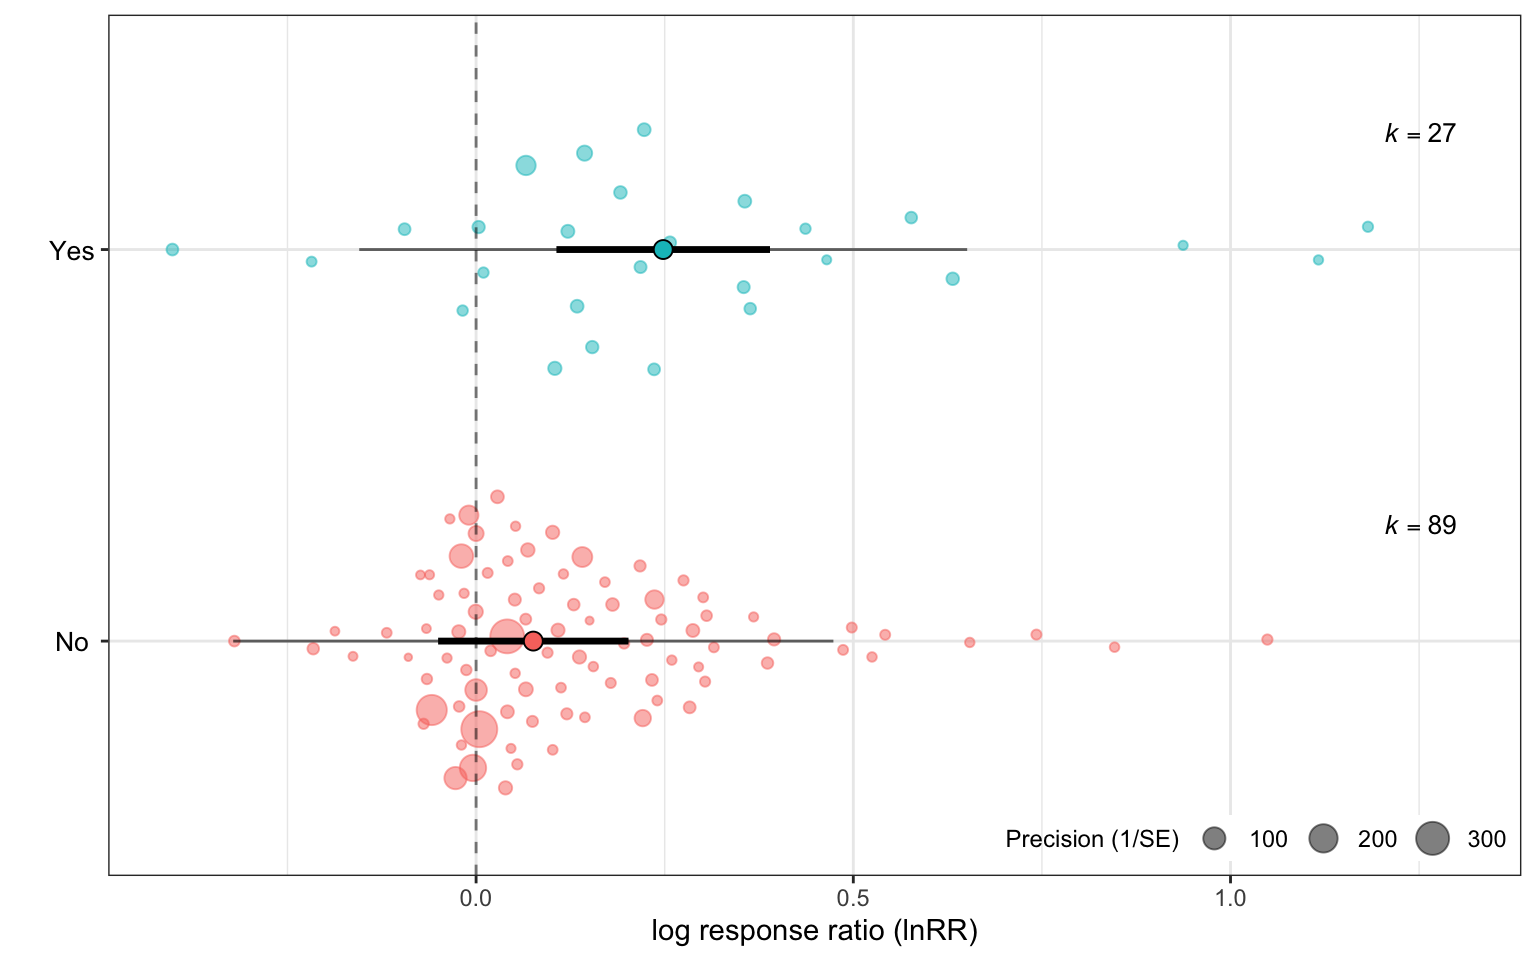 k = 27
Yes
k = 89
No
Precision (1/SE) 100 200 300
0.0 0.5 1.0
log response ratio (lnRR)